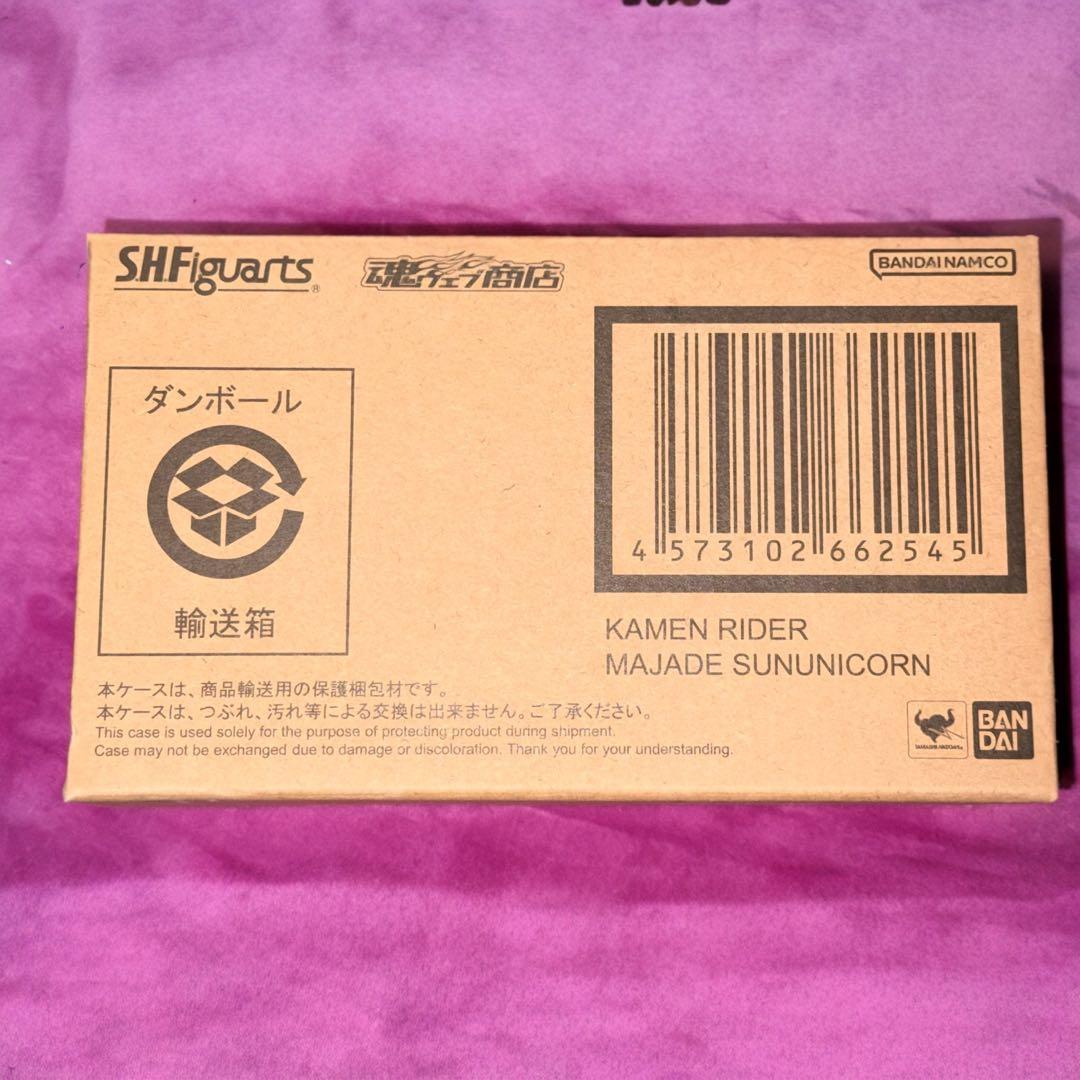 S.H.Figuarts®
魂ウェブ商店
BANDAI NAMCO
ダンボール
輸送箱
4 573102 662545
KAMEN RIDER
MAJADE SUNUNICORN
本ケースは、商品輸送用の保護梱包材です。
本ケースは、つぶれ、汚れ等による交換は出来ません。ご了承ください。
This case is used solely for the purpose of protecting product during shipment.
Case may not be exchanged due to damage or discoloration. Thank you for your understanding.
TAMASHII NATIONS
BAN
DAI